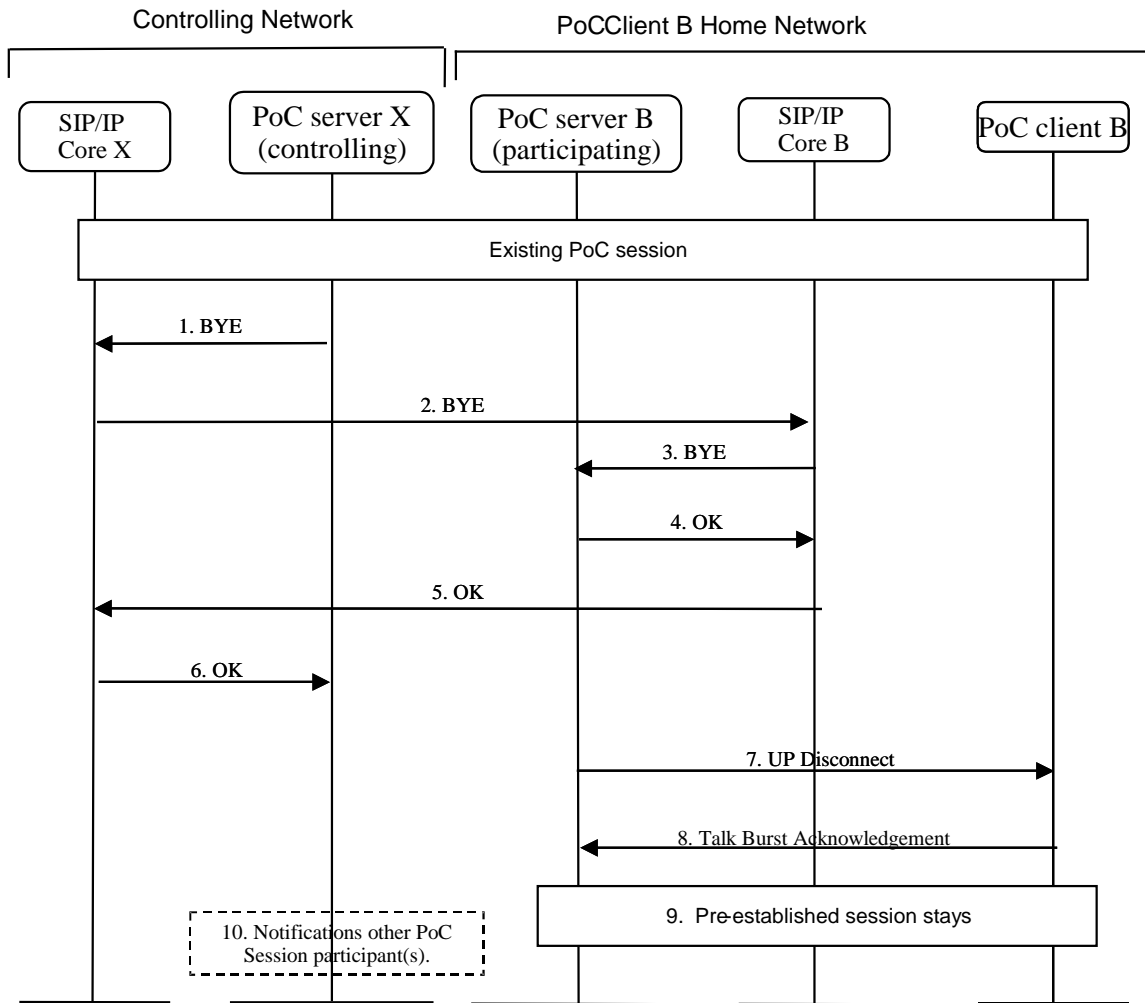 Controlling Network
PoCClient B Home Network
SIP/IP
Core X
PoC server X
(controlling)
PoC server B
(participating)
SIP/IP
Core B
PoC client B
Existing PoC session
1. BYE
2. BYE
3. BYE
4. OK
5. OK
6. OK
7. UP Disconnect
8. Talk Burst Acknowledgement
9. Pre-established session stays
10. Notifications other PoC
Session participant(s).